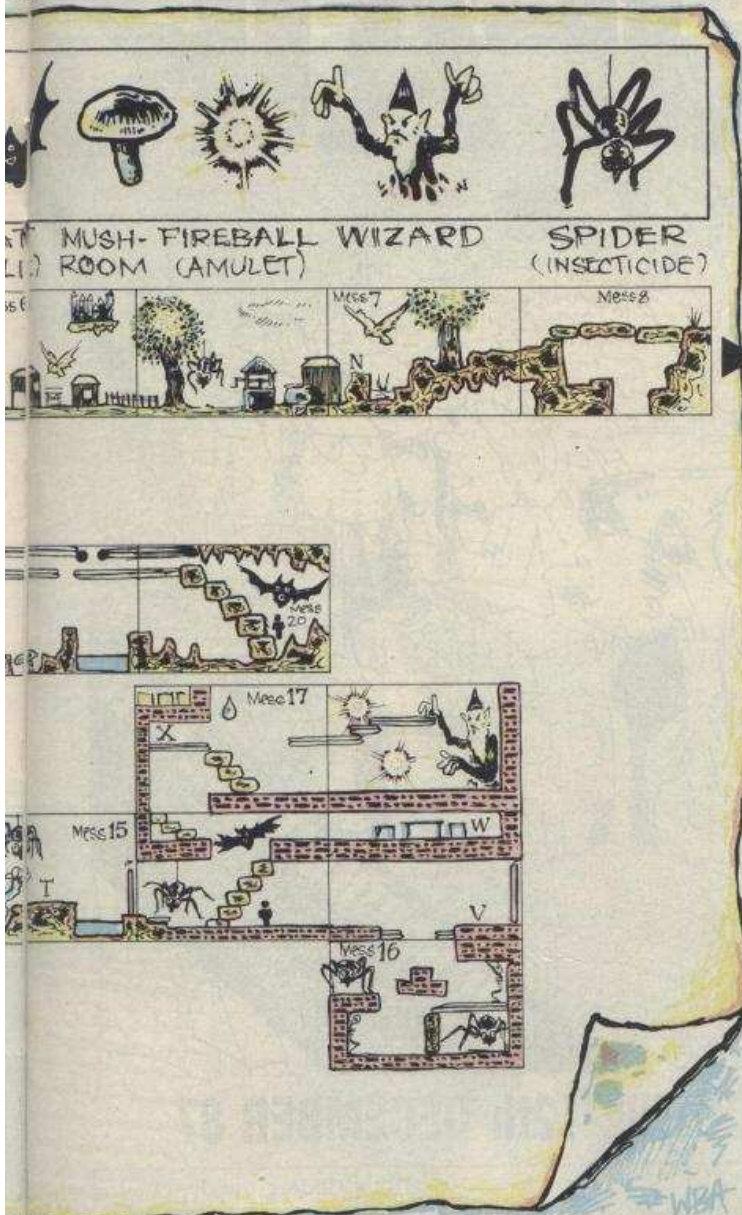 MUSH- FIREBALL WIZARD SPIDER
ROOM (AMULET) (INSECTICIDE)
Mess 7
Mess 8
N
Mess
20
Mess 17
X
Mess 15
W
T
V
Mess 16
WBA